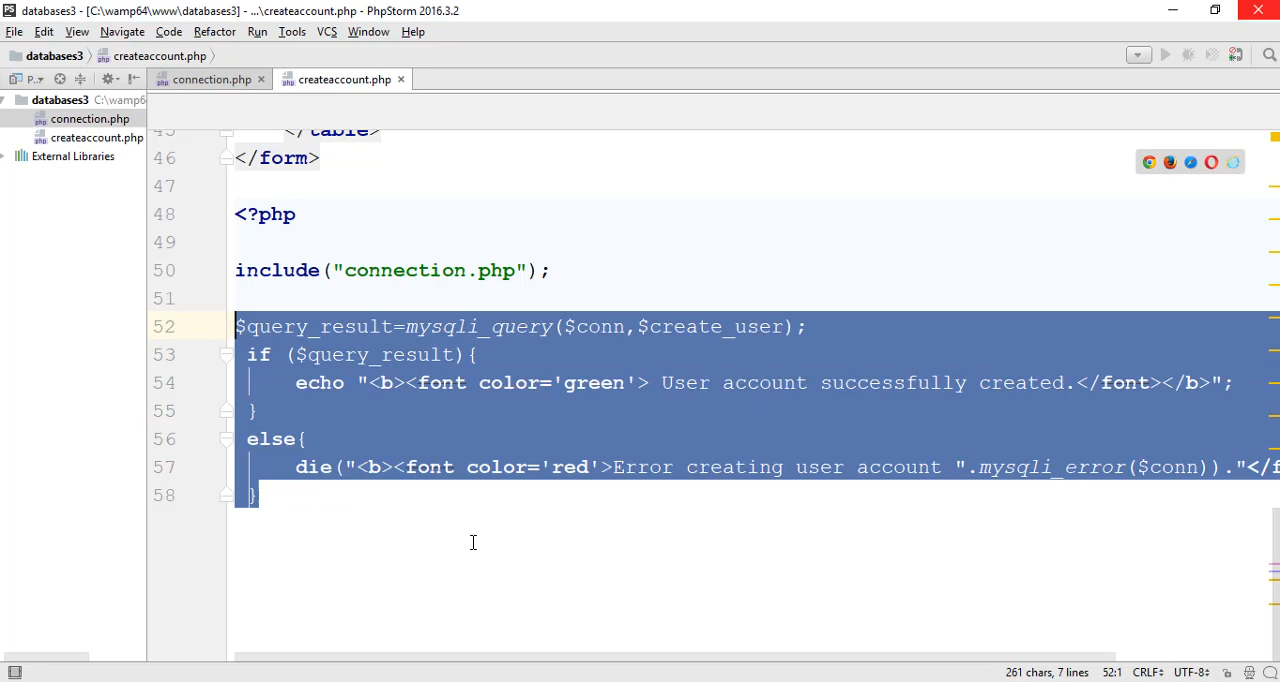 databases3 - [C:\wamp64\www\databases3] - ...\createaccount.php - PhpStorm 2016.3.2
File Edit View Navigate Code Refactor Run Tools VCS Window Help
databases3 createaccount.php
P.. connection.php createaccount.php
databases3 C:\wamp6
connection.php
createaccount.php
External Libraries
45 </table>
46 </form>
47
48 <?php
49
50 include("connection.php");
51
52 $query_result=mysqli_query($conn,$create_user);
53 if ($query_result){
54 echo "<b><font color='green'> User account successfully created.</font></b>";
55 }
56 else{
57 die("<b><font color='red'>Error creating user account ".mysqli_error($conn))."</f
58 }
261 chars, 7 lines 52:1 CRLF UTF-8